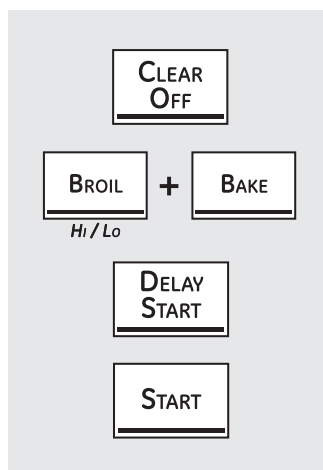 CLEAR
OFF
BROIL + BAKE
HI / LO
DELAY
START
START